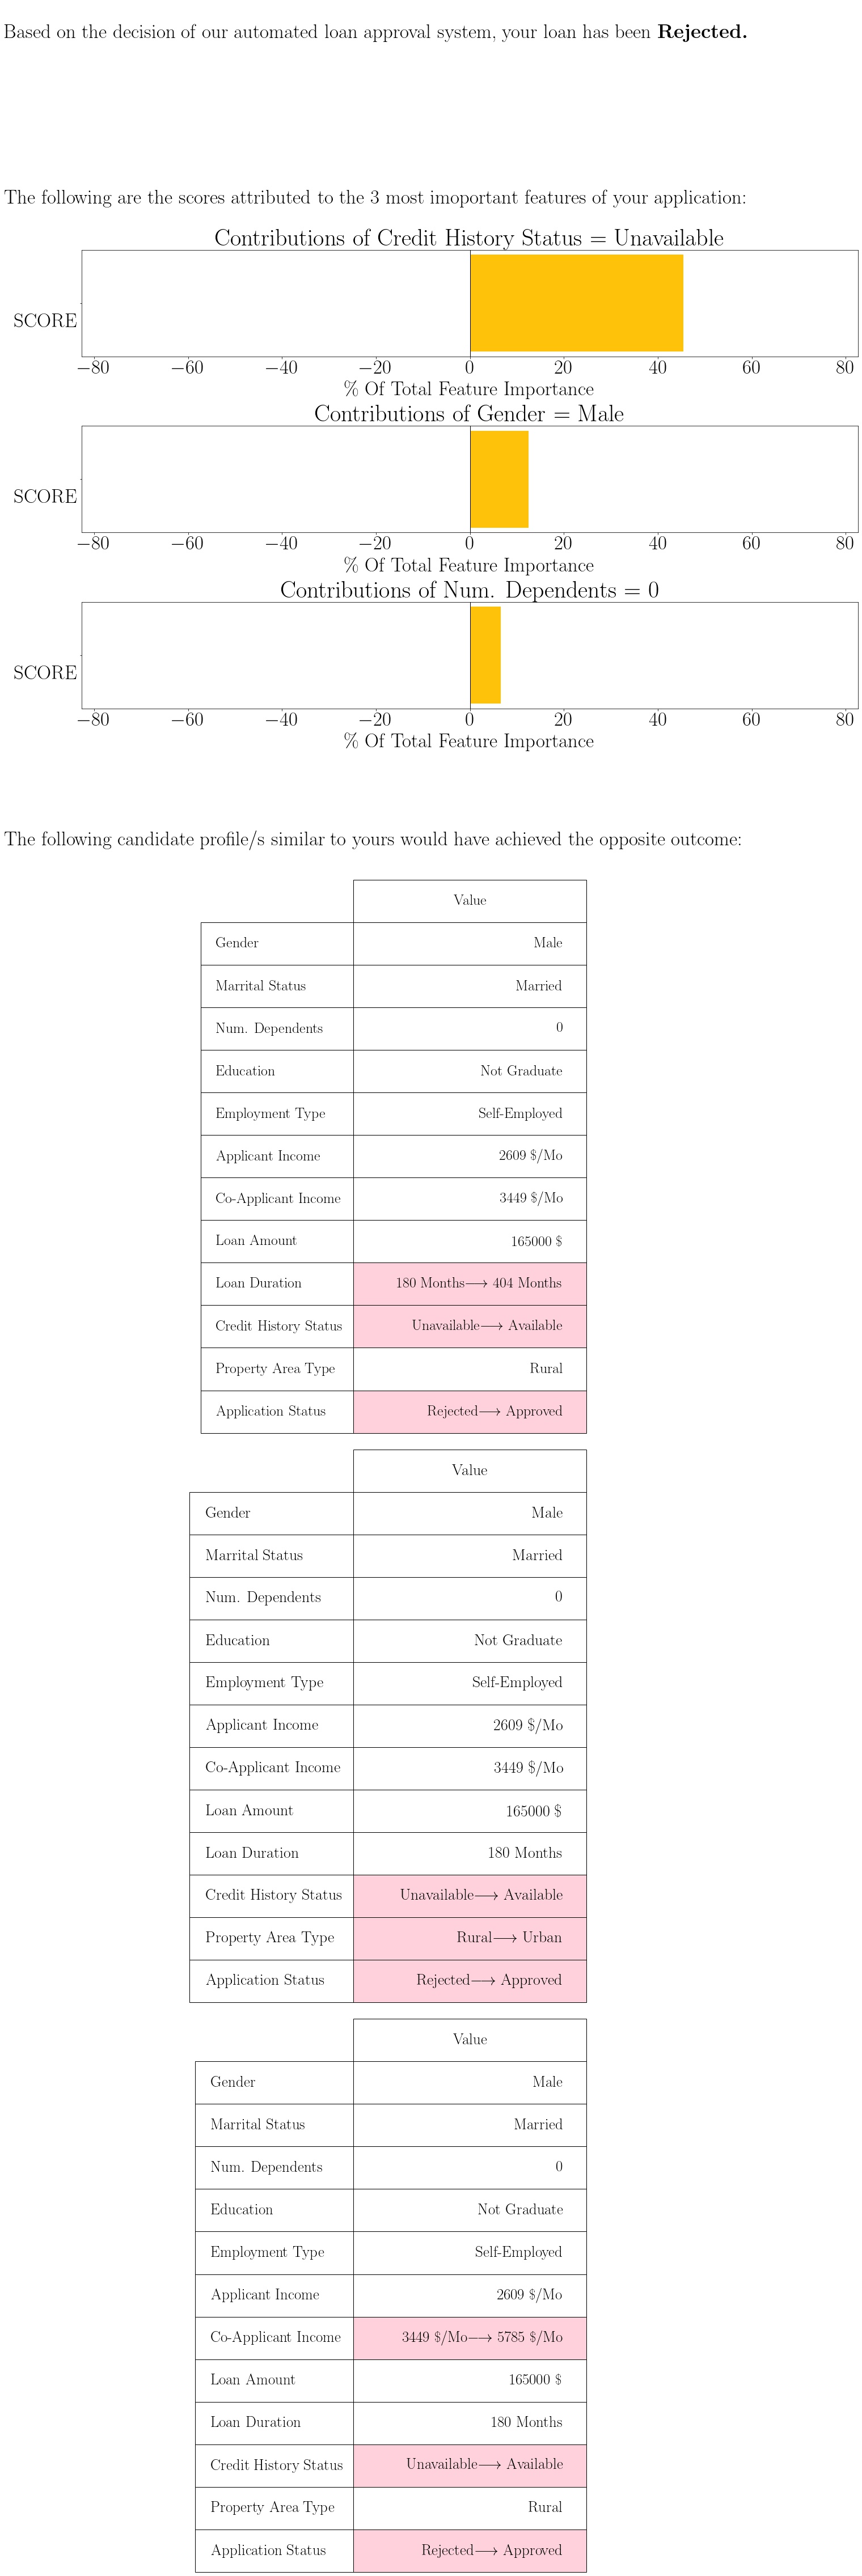 Based on the decision of our automated loan approval system, your loan has been Rejected.
The following are the scores attributed to the 3 most imoportant features of your application:
Contributions of Credit History Status = Unavailable
SCORE
−80 −60 −40 −20 0 20 40 60 80
% Of Total Feature Importance
Contributions of Gender = Male
SCORE
−80 −60 −40 −20 0 20 40 60 80
% Of Total Feature Importance
Contributions of Num. Dependents = 0
SCORE
−80 −60 −40 −20 0 20 40 60 80
% Of Total Feature Importance
The following candidate profile/s similar to yours would have achieved the opposite outcome:
Value
Gender Male
Marrital Status Married
Num. Dependents 0
Education Not Graduate
Employment Type Self-Employed
Applicant Income 2609 $/Mo
Co-Applicant Income 3449 $/Mo
Loan Amount 165000 $
Loan Duration 180 Months⟶ 404 Months
Credit History Status Unavailable⟶ Available
Property Area Type Rural
Application Status Rejected⟶ Approved
Value
Gender Male
Marrital Status Married
Num. Dependents 0
Education Not Graduate
Employment Type Self-Employed
Applicant Income 2609 $/Mo
Co-Applicant Income 3449 $/Mo
Loan Amount 165000 $
Loan Duration 180 Months
Credit History Status Unavailable⟶ Available
Property Area Type Rural⟶ Urban
Application Status Rejected⟶ Approved
Value
Gender Male
Marrital Status Married
Num. Dependents 0
Education Not Graduate
Employment Type Self-Employed
Applicant Income 2609 $/Mo
Co-Applicant Income 3449 $/Mo⟶ 5785 $/Mo
Loan Amount 165000 $
Loan Duration 180 Months
Credit History Status Unavailable⟶ Available
Property Area Type Rural
Application Status Rejected⟶ Approved